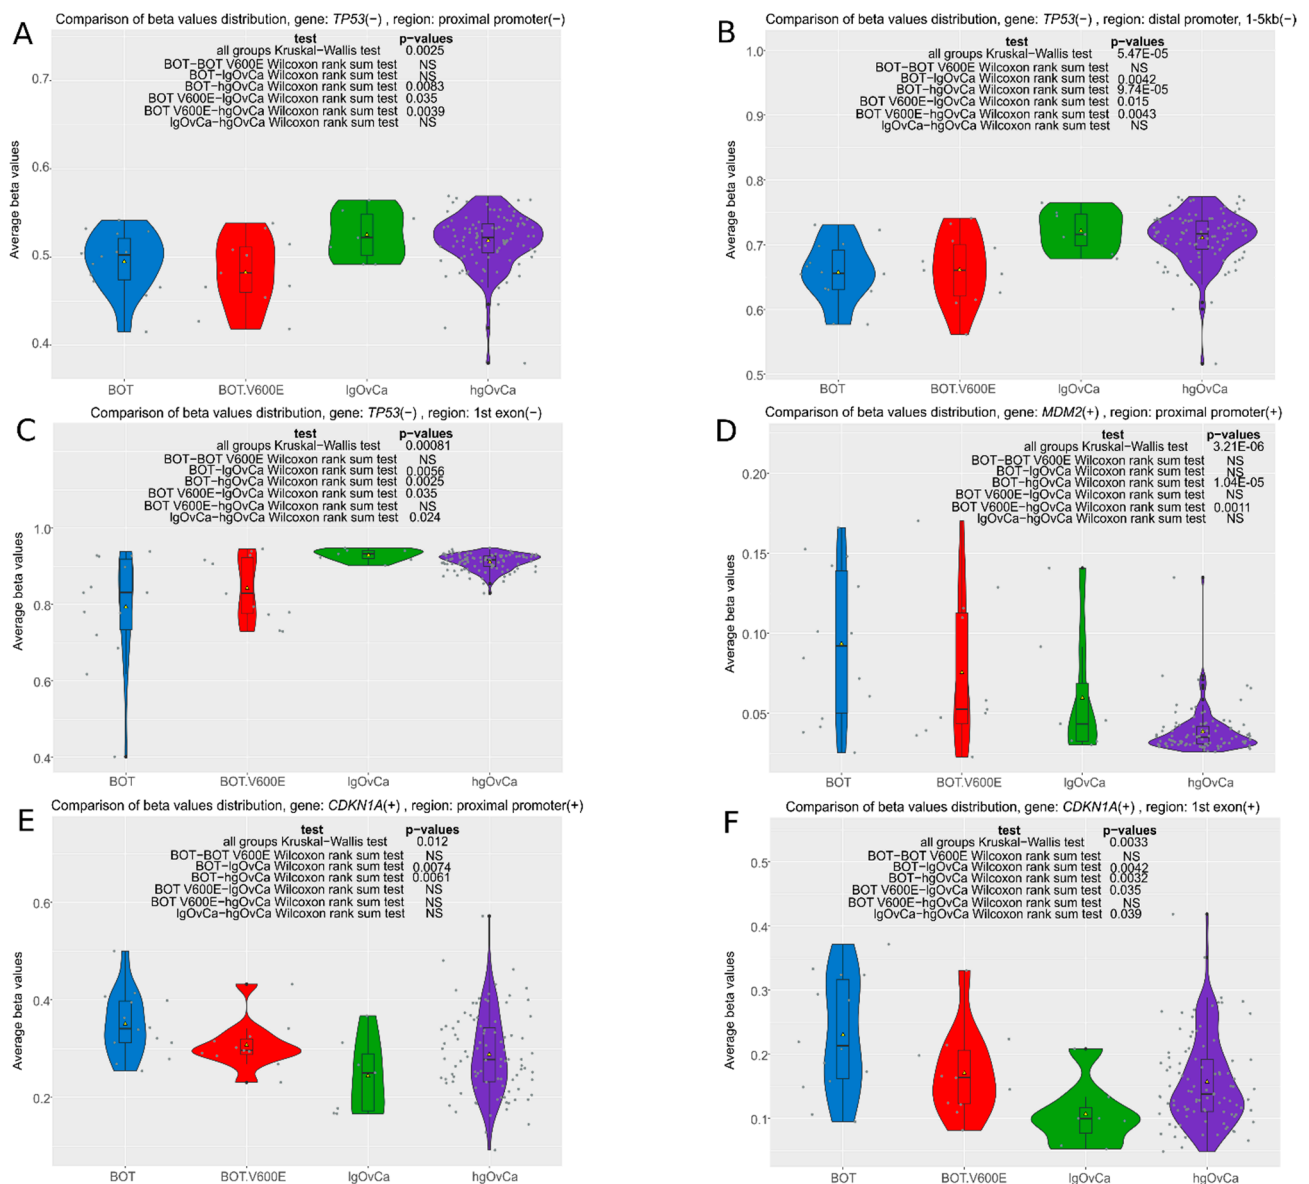 A
Comparison of beta values distribution, gene: TP53(−) , region: proximal promoter(−)
test p-values
all groups Kruskal−Wallis test 0.0025
BOT−BOT V600E Wilcoxon rank sum test NS
BOT−lgOvCa Wilcoxon rank sum test NS
BOT−hgOvCa Wilcoxon rank sum test 0.0083
BOT V600E−lgOvCa Wilcoxon rank sum test 0.035
BOT V600E−hgOvCa Wilcoxon rank sum test 0.0039
lgOvCa−hgOvCa Wilcoxon rank sum test NS
Average beta values
0.7
0.6
0.5
0.4
BOT BOT.V600E lgOvCa hgOvCa
B
Comparison of beta values distribution, gene: TP53(−) , region: distal promoter, 1-5kb(−)
test p-values
all groups Kruskal−Wallis test 5.47E-05
BOT−BOT V600E Wilcoxon rank sum test NS
BOT−lgOvCa Wilcoxon rank sum test 0.0042
BOT−hgOvCa Wilcoxon rank sum test 9.74E-05
BOT V600E−lgOvCa Wilcoxon rank sum test 0.015
BOT V600E−hgOvCa Wilcoxon rank sum test 0.0043
lgOvCa−hgOvCa Wilcoxon rank sum test NS
Average beta values
1.0
0.9
0.8
0.7
0.6
0.5
BOT BOT.V600E lgOvCa hgOvCa
C
Comparison of beta values distribution, gene: TP53(−) , region: 1st exon(−)
test p-values
all groups Kruskal−Wallis test 0.00081
BOT−BOT V600E Wilcoxon rank sum test NS
BOT−lgOvCa Wilcoxon rank sum test 0.0056
BOT−hgOvCa Wilcoxon rank sum test 0.0025
BOT V600E−lgOvCa Wilcoxon rank sum test 0.035
BOT V600E−hgOvCa Wilcoxon rank sum test NS
lgOvCa−hgOvCa Wilcoxon rank sum test 0.024
Average beta values
1.0
0.8
0.6
0.4
BOT BOT.V600E lgOvCa hgOvCa
D
Comparison of beta values distribution, gene: MDM2(+) , region: proximal promoter(+)
test p-values
all groups Kruskal−Wallis test 3.21E-06
BOT−BOT V600E Wilcoxon rank sum test NS
BOT−lgOvCa Wilcoxon rank sum test NS
BOT−hgOvCa Wilcoxon rank sum test 1.04E-05
BOT V600E−lgOvCa Wilcoxon rank sum test NS
BOT V600E−hgOvCa Wilcoxon rank sum test 0.0011
lgOvCa−hgOvCa Wilcoxon rank sum test NS
Average beta values
0.20
0.15
0.10
0.05
BOT BOT.V600E lgOvCa hgOvCa
E
Comparison of beta values distribution, gene: CDKN1A(+) , region: proximal promoter(+)
test p-values
all groups Kruskal−Wallis test 0.012
BOT−BOT V600E Wilcoxon rank sum test NS
BOT−lgOvCa Wilcoxon rank sum test 0.0074
BOT−hgOvCa Wilcoxon rank sum test 0.0061
BOT V600E−lgOvCa Wilcoxon rank sum test NS
BOT V600E−hgOvCa Wilcoxon rank sum test NS
lgOvCa−hgOvCa Wilcoxon rank sum test NS
Average beta values
0.6
0.4
0.2
BOT BOT.V600E lgOvCa hgOvCa
F
Comparison of beta values distribution, gene: CDKN1A(+) , region: 1st exon(+)
test p-values
all groups Kruskal−Wallis test 0.0033
BOT−BOT V600E Wilcoxon rank sum test NS
BOT−lgOvCa Wilcoxon rank sum test 0.0042
BOT−hgOvCa Wilcoxon rank sum test 0.0032
BOT V600E−lgOvCa Wilcoxon rank sum test 0.035
BOT V600E−hgOvCa Wilcoxon rank sum test NS
lgOvCa−hgOvCa Wilcoxon rank sum test 0.039
Average beta values
0.5
0.4
0.3
0.2
0.1
BOT BOT.V600E lgOvCa hgOvCa